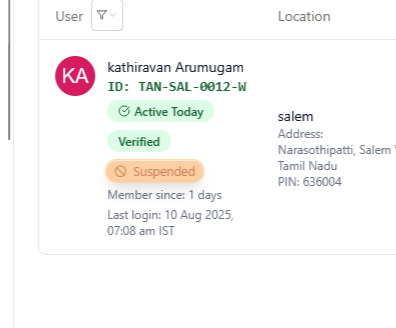 User
Location
KA
kathiravan Arumugam
ID: TAN-SAL-0012-W
Active Today
Verified
Suspended
Member since: 1 days
Last login: 10 Aug 2025,
07:08 am IST
salem
Address:
Narasothipatti, Salem
Tamil Nadu
PIN: 636004